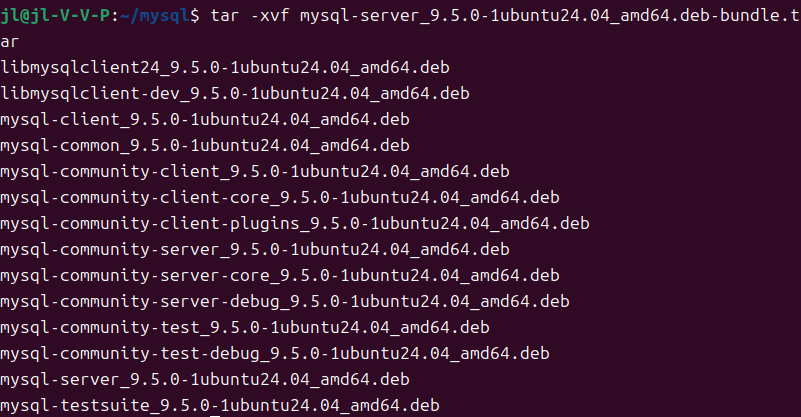 jl@jl-V-V-P:~/mysql$ tar -xvf mysql-server_9.5.0-1ubuntu24.04_amd64.deb-bundle.t
ar
libmysqlclient24_9.5.0-1ubuntu24.04_amd64.deb
libmysqlclient-dev_9.5.0-1ubuntu24.04_amd64.deb
mysql-client_9.5.0-1ubuntu24.04_amd64.deb
mysql-common_9.5.0-1ubuntu24.04_amd64.deb
mysql-community-client_9.5.0-1ubuntu24.04_amd64.deb
mysql-community-client-core_9.5.0-1ubuntu24.04_amd64.deb
mysql-community-client-plugins_9.5.0-1ubuntu24.04_amd64.deb
mysql-community-server_9.5.0-1ubuntu24.04_amd64.deb
mysql-community-server-core_9.5.0-1ubuntu24.04_amd64.deb
mysql-community-server-debug_9.5.0-1ubuntu24.04_amd64.deb
mysql-community-test_9.5.0-1ubuntu24.04_amd64.deb
mysql-community-test-debug_9.5.0-1ubuntu24.04_amd64.deb
mysql-server_9.5.0-1ubuntu24.04_amd64.deb
mysql-testsuite_9.5.0-1ubuntu24.04_amd64.deb